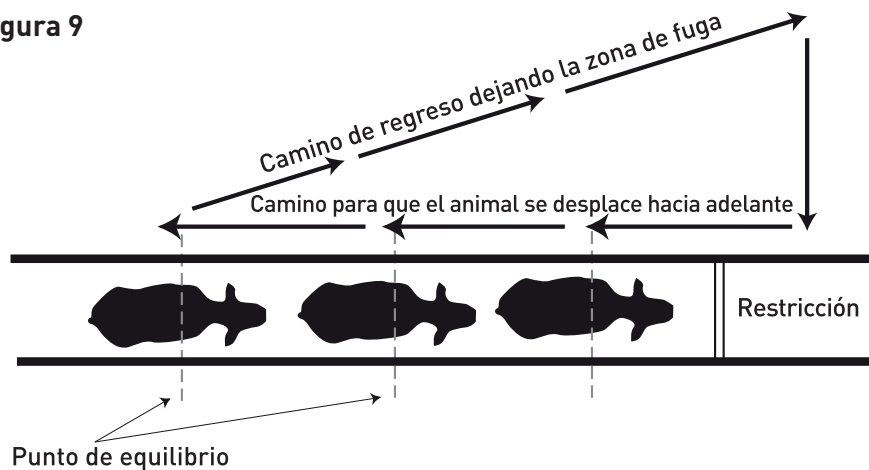 gura 9
Camino de regreso dejando la zona de fuga
Camino para que el animal se desplace hacia adelante
Restricción
Punto de equilibrio